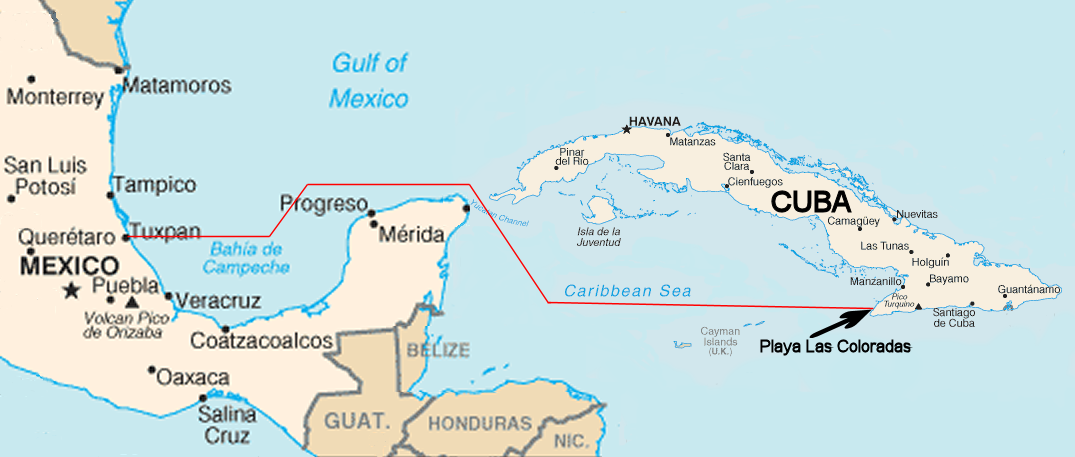 Gulf of
Mexico
Matamoros
Monterrey
San Luis
Potosí
Tampico
Querétaro
Tuxpan
MEXICO
Puebla
Volcan Pico
de Orizaba
Veracruz
Coatzacoalcos
Oaxaca
Salina
Cruz
Bahía de
Campeche
Progreso
Mérida
Yucatan Channel
BELIZE
GUAT.
HONDURAS
NIC.
Caribbean Sea
Cayman
Islands
(U.K.)
HAVANA
Matanzas
Pinar
del Rio
Santa
Clara
Cienfuegos
Isla de la
Juventud
CUBA
Camagüey
Nuevitas
Las Tunas
Holguín
Manzanillo
Bayamo
Pico
Turquino
Guantánamo
Santiago
de Cuba
Playa Las Coloradas